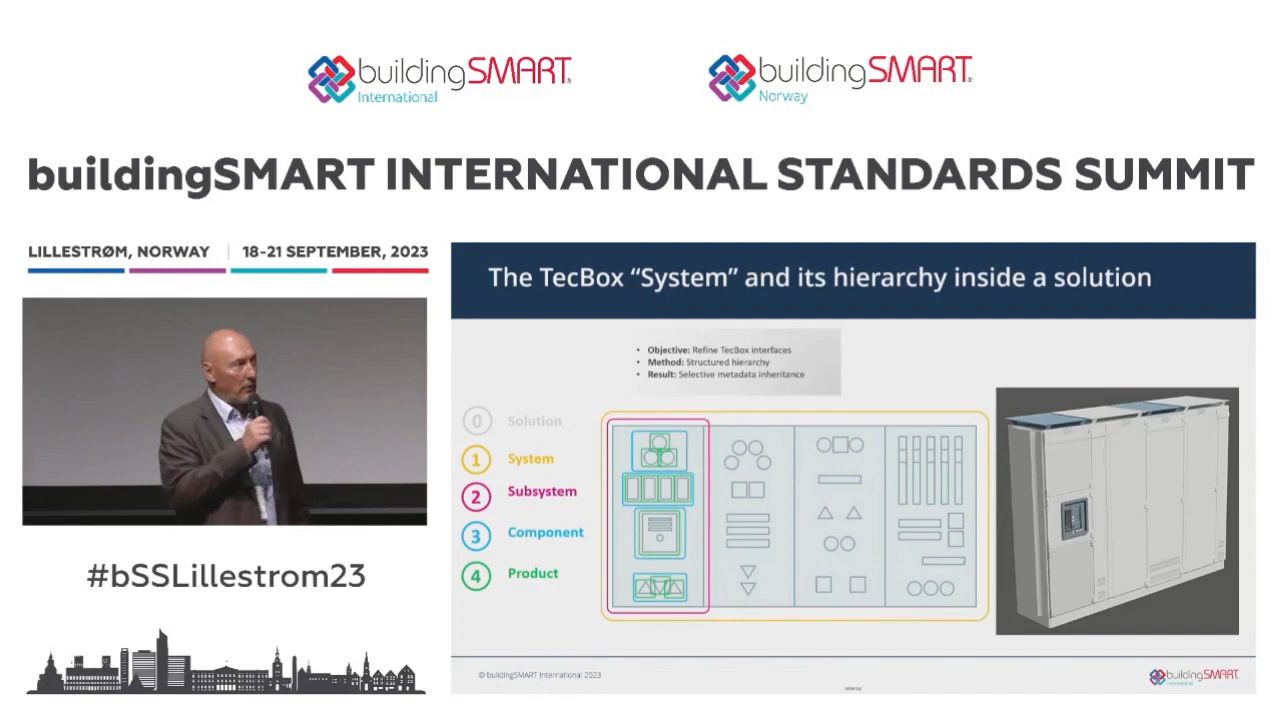 buildingSMART®
International
buildingSMART®
Norway
buildingSMART INTERNATIONAL STANDARDS SUMMIT
LILLESTRØM, NORWAY | 18-21 SEPTEMBER, 2023
#bSSLillestrom23
The TecBox “System” and its hierarchy inside a solution
• Objective: Refine TecBox interfaces
• Method: Structured hierarchy
• Result: Selective metadata inheritance
0 Solution
1 System
2 Subsystem
3 Component
4 Product
© buildingSMART International 2023
buildingSMART
International
Internal